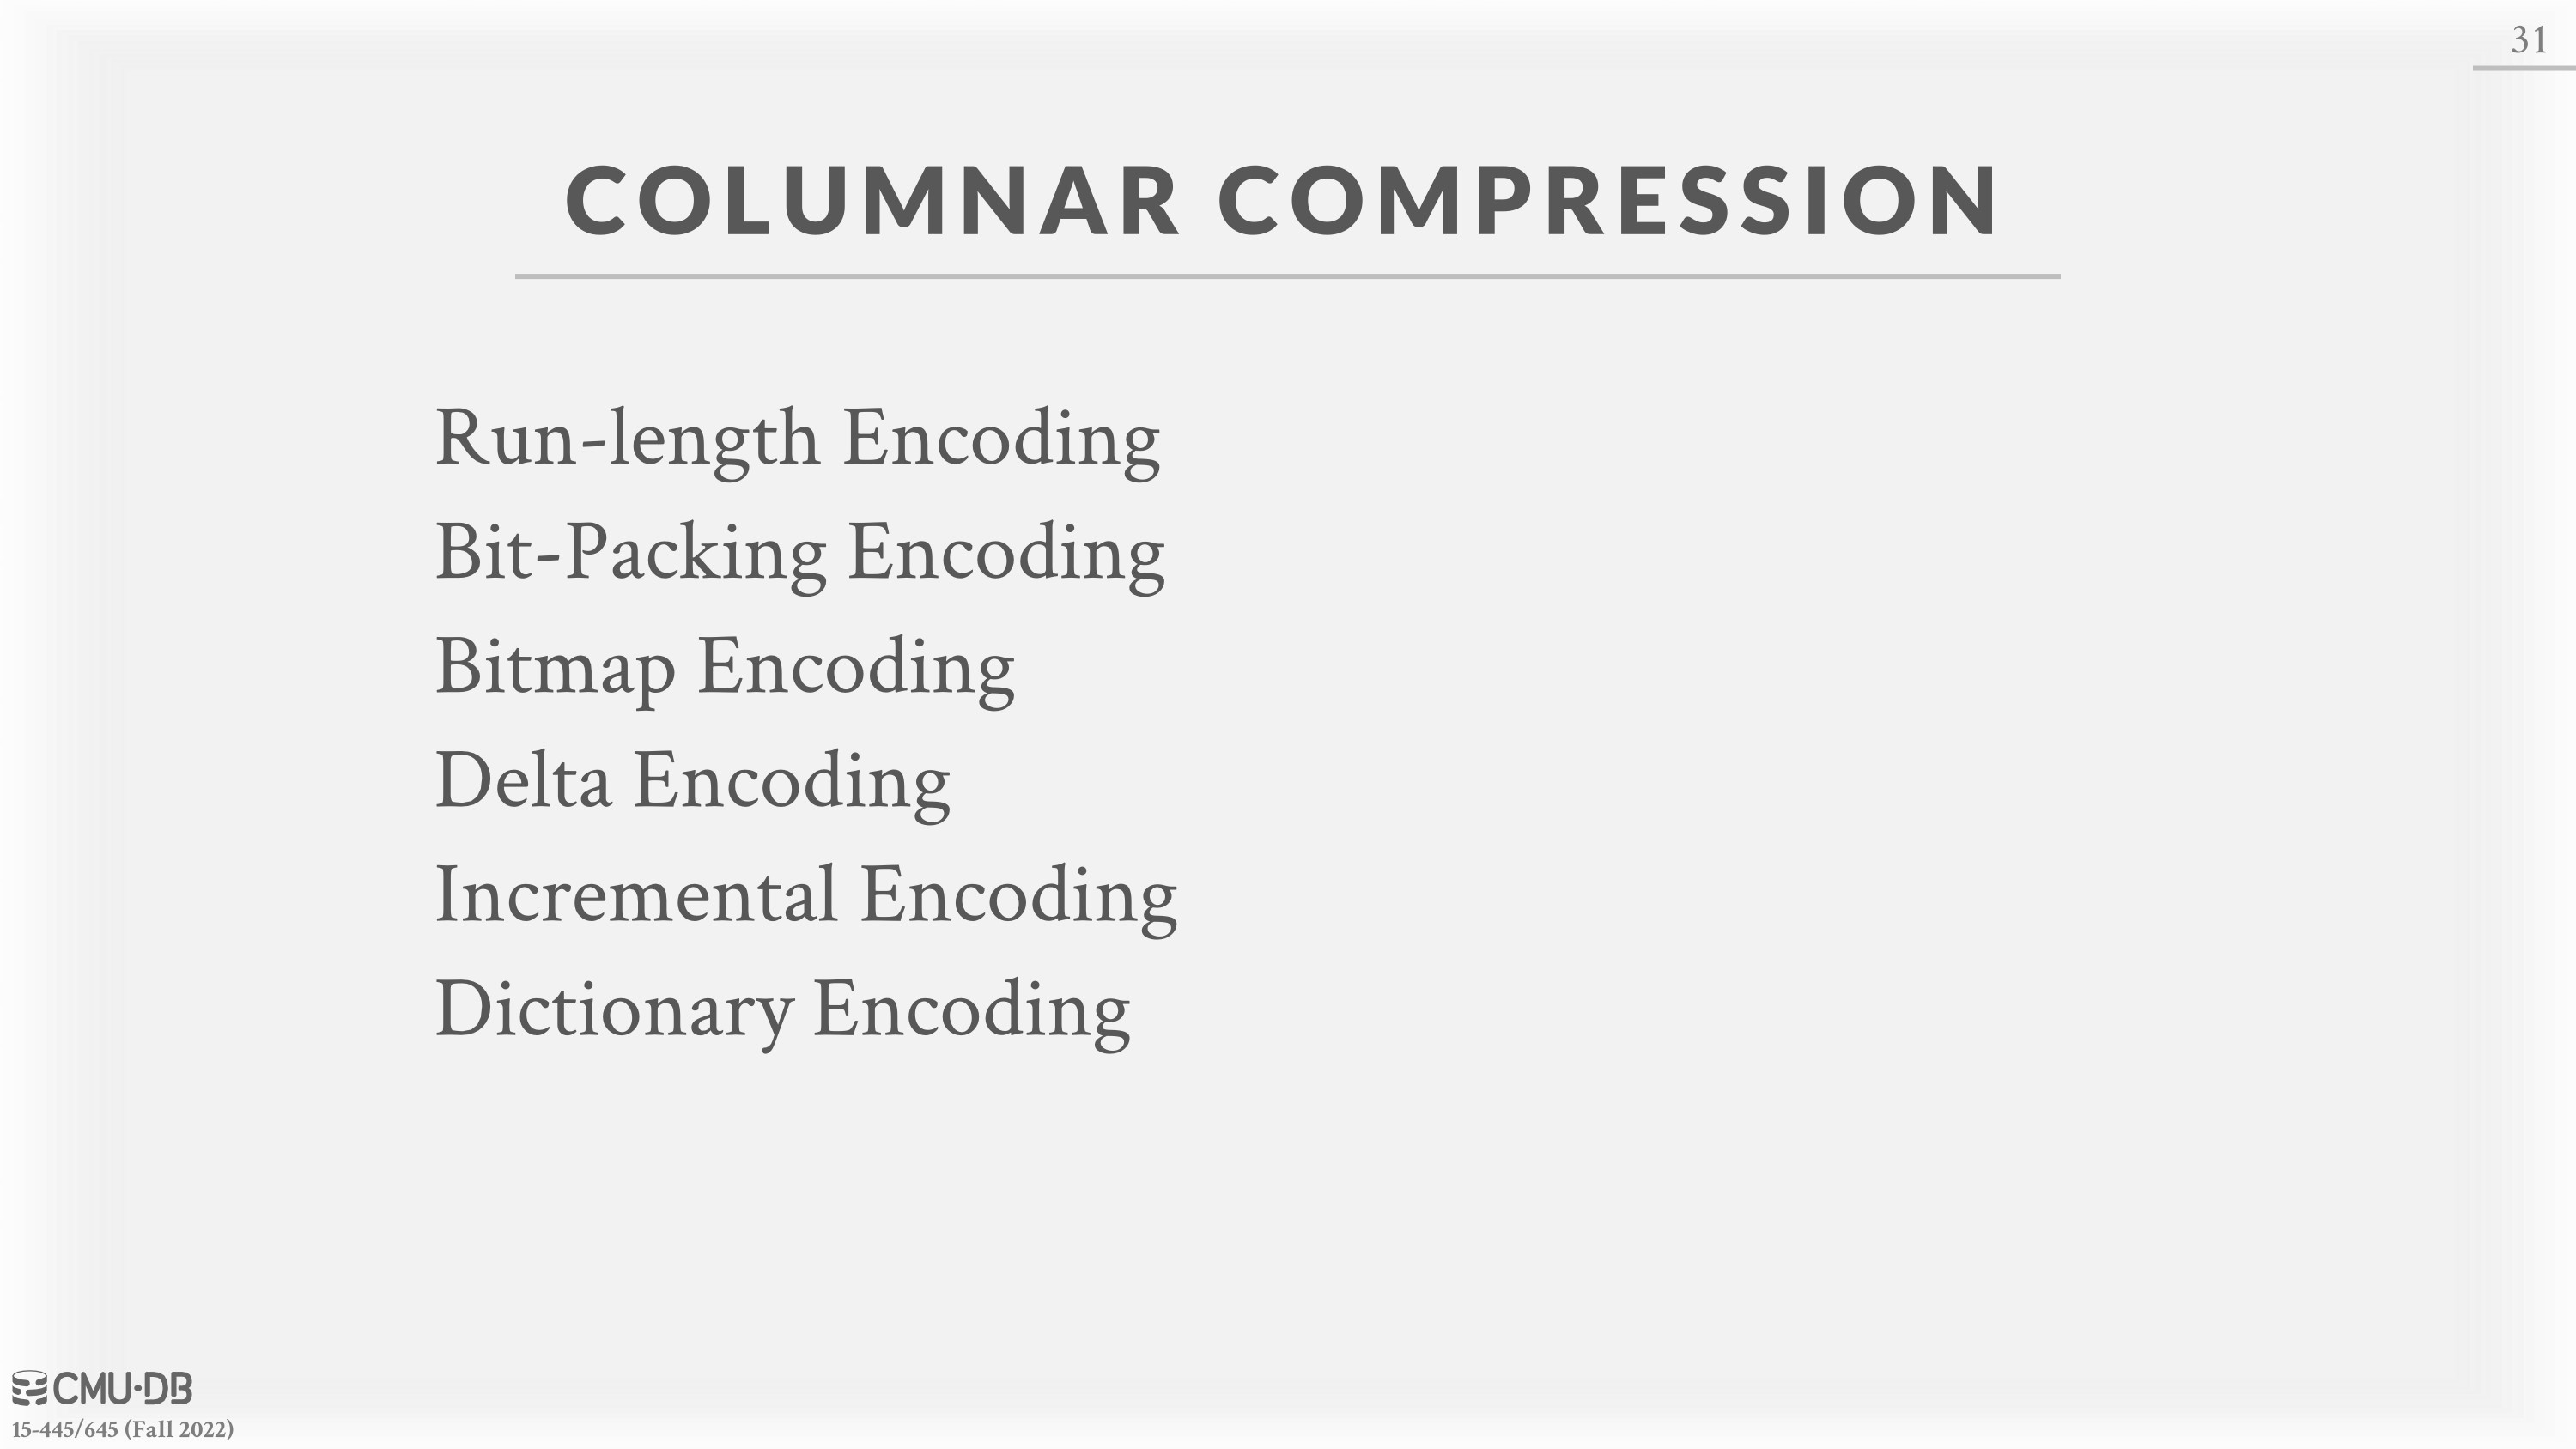 31
COLUMNAR COMPRESSION
Run-length Encoding
Bit-Packing Encoding
Bitmap Encoding
Delta Encoding
Incremental Encoding
Dictionary Encoding
CMU·DB
15-445/645 (Fall 2022)